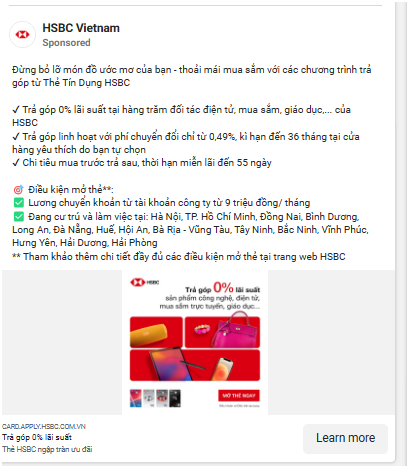 HSBC Vietnam
Sponsored
Đừng bỏ lỡ món đồ ước mơ của bạn - thoải mái mua sắm với các chương trình trả
góp từ Thẻ Tín Dụng HSBC
✓ Trả góp 0% lãi suất tại hàng trăm đối tác điện tử, mua sắm, giáo dục,... của
HSBC
✓ Trả góp linh hoạt với phí chuyển đổi chỉ từ 0,49%, kì hạn đến 36 tháng tại cửa
hàng yêu thích do bạn tự chọn
✓ Chi tiêu mua trước trả sau, thời hạn miễn lãi đến 55 ngày
🎯 Điều kiện mở thẻ**:
✅ Lương chuyển khoản từ tài khoản công ty từ 9 triệu đồng/ tháng
✅ Đang cư trú và làm việc tại: Hà Nội, TP. Hồ Chí Minh, Đồng Nai, Bình Dương,
Long An, Đà Nẵng, Huế, Hội An, Bà Rịa - Vũng Tàu, Tây Ninh, Bắc Ninh, Vĩnh Phúc,
Hưng Yên, Hải Dương, Hải Phòng
** Tham khảo thêm chi tiết đầy đủ các điều kiện mở thẻ tại trang web HSBC
HSBC
Trả góp 0% lãi suất
sản phẩm công nghệ, điện tử,
mua sắm trực tuyến, giáo dục...
MỞ THẺ NGAY
CARD.APPLY.HSBC.COM.VN
Trả góp 0% lãi suất
Thẻ HSBC ngập tràn ưu đãi
Learn more